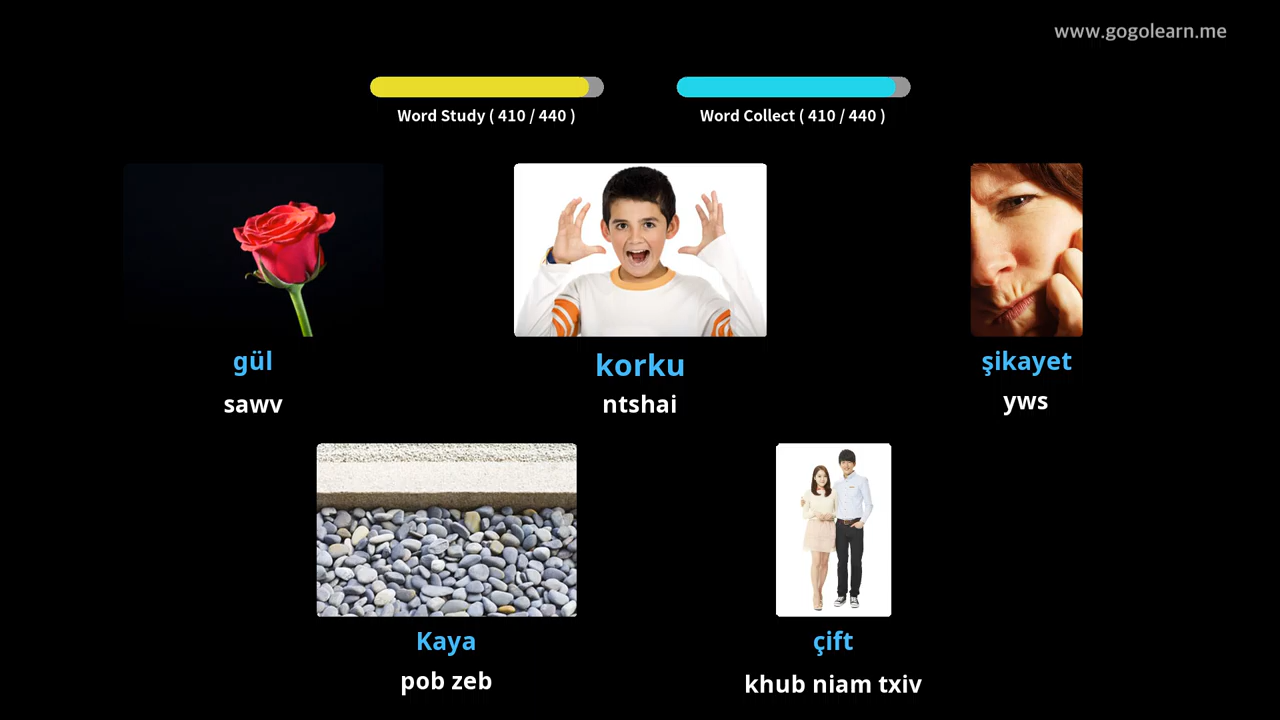 www.gogolearn.me
Word Study ( 410 / 440 )
Word Collect ( 410 / 440 )
gül
korku
şikayet
sawv
ntshai
yws
Kaya
çift
pob zeb
khub niam txiv